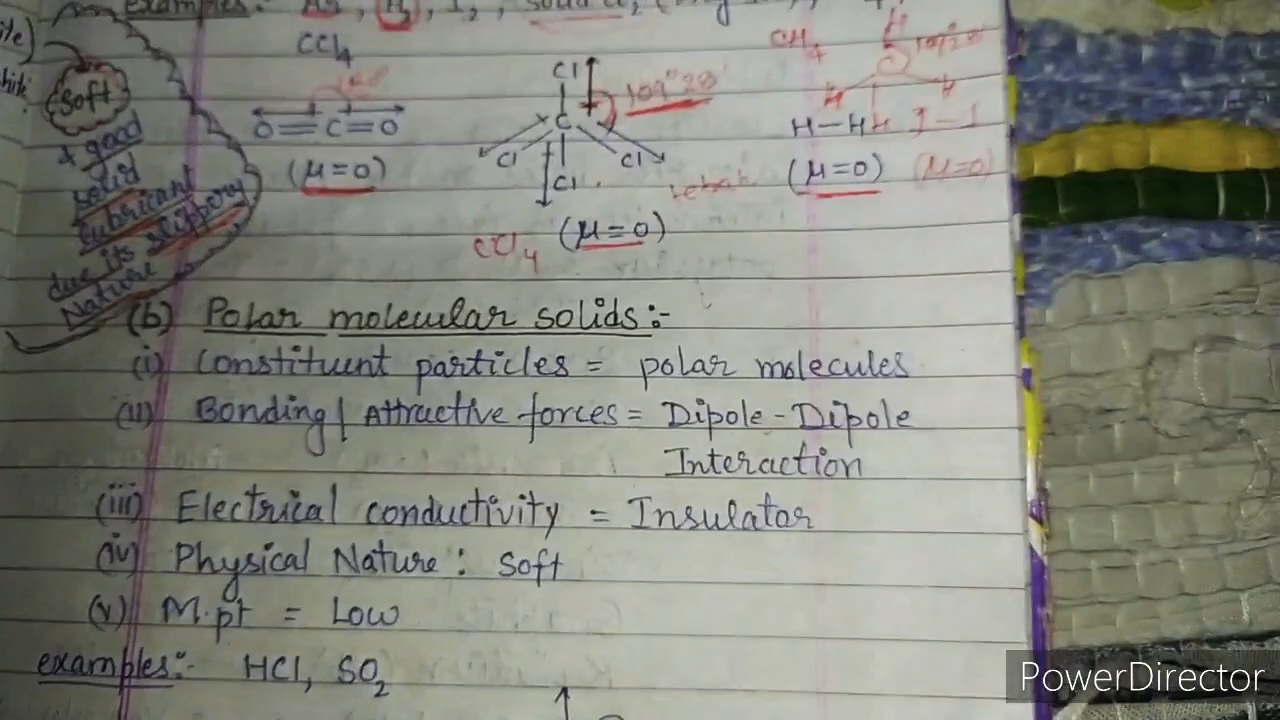 examples:
CCl4
CH4
Soft
+ good
solid
lubricant
due its slippery
Nature
O=C=O
(μ=0)
Cl
C
109°28'
Cl
Cl
Cl
CCl4 (μ=0)
H
H
H
H-H
H
I-I
(μ=0) (μ=0)
(b) Polar molecular solids:-
(i) Constituent particles = polar molecules
(ii) Bonding/Attractive forces = Dipole-Dipole
Interaction
(iii) Electrical conductivity = Insulator
(iv) Physical Nature: Soft
(v) M.pt = Low
examples:- HCl, SO2
PowerDirector